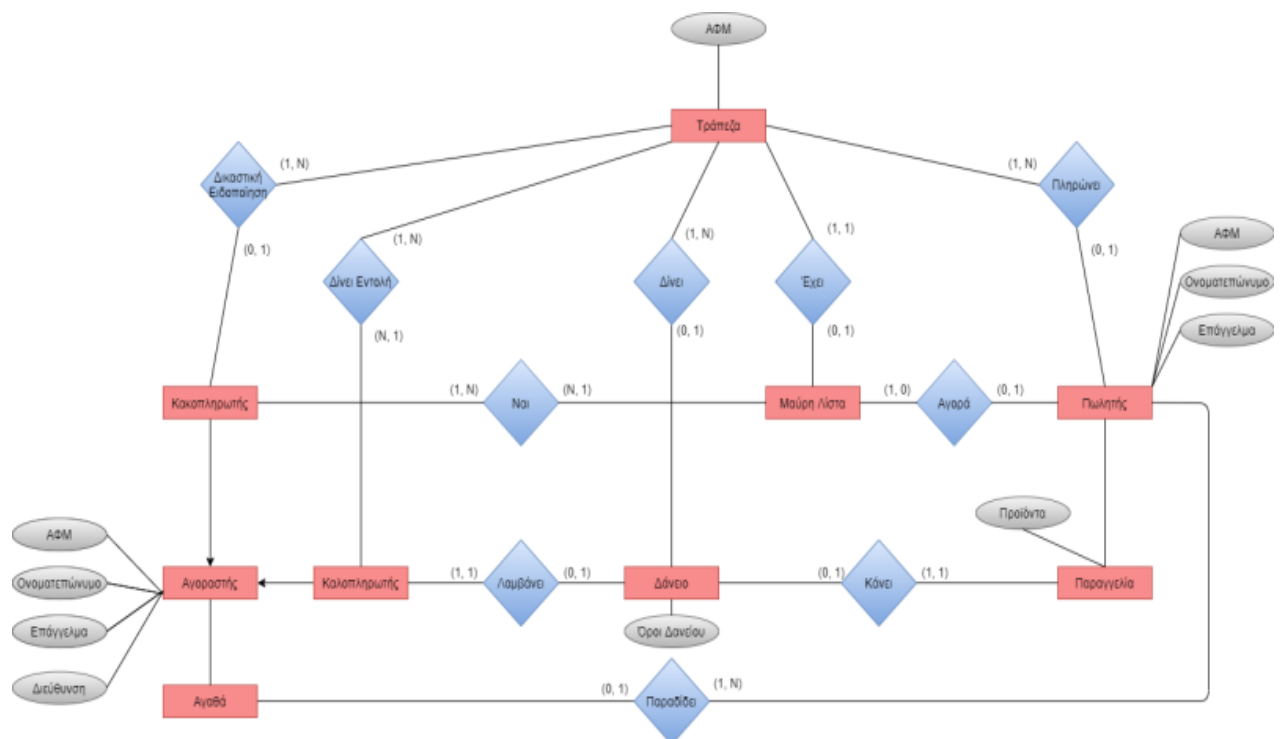 ΑΦΜ
Τράπεζα
(1, N)
(1, N)
Δικαστική
Ειδοποίηση
Πληρώνει
(0, 1)
(1, N)
(1, N)
(1, 1)
(0, 1)
ΑΦΜ
Δίνει Εντολή
Δίνει
Έχει
Ονοματεπώνυμο
(N, 1)
(0, 1)
(0, 1)
Επάγγελμα
Κακοπληρωτής
(1, N)
Ναι
(N, 1)
Μαύρη Λίστα
(1, 0)
Αγορά
(0, 1)
Πωλητής
Προϊόντα
ΑΦΜ
Ονοματεπώνυμο
Αγοραστής
Καλοπληρωτής
(1, 1)
Λαμβάνει
(0, 1)
Δάνειο
(0, 1)
Κάνει
(1, 1)
Παραγγελία
Επάγγελμα
Όροι Δανείου
Διεύθυνση
Αγαθά
(0, 1)
Παραδίδει
(1, N)